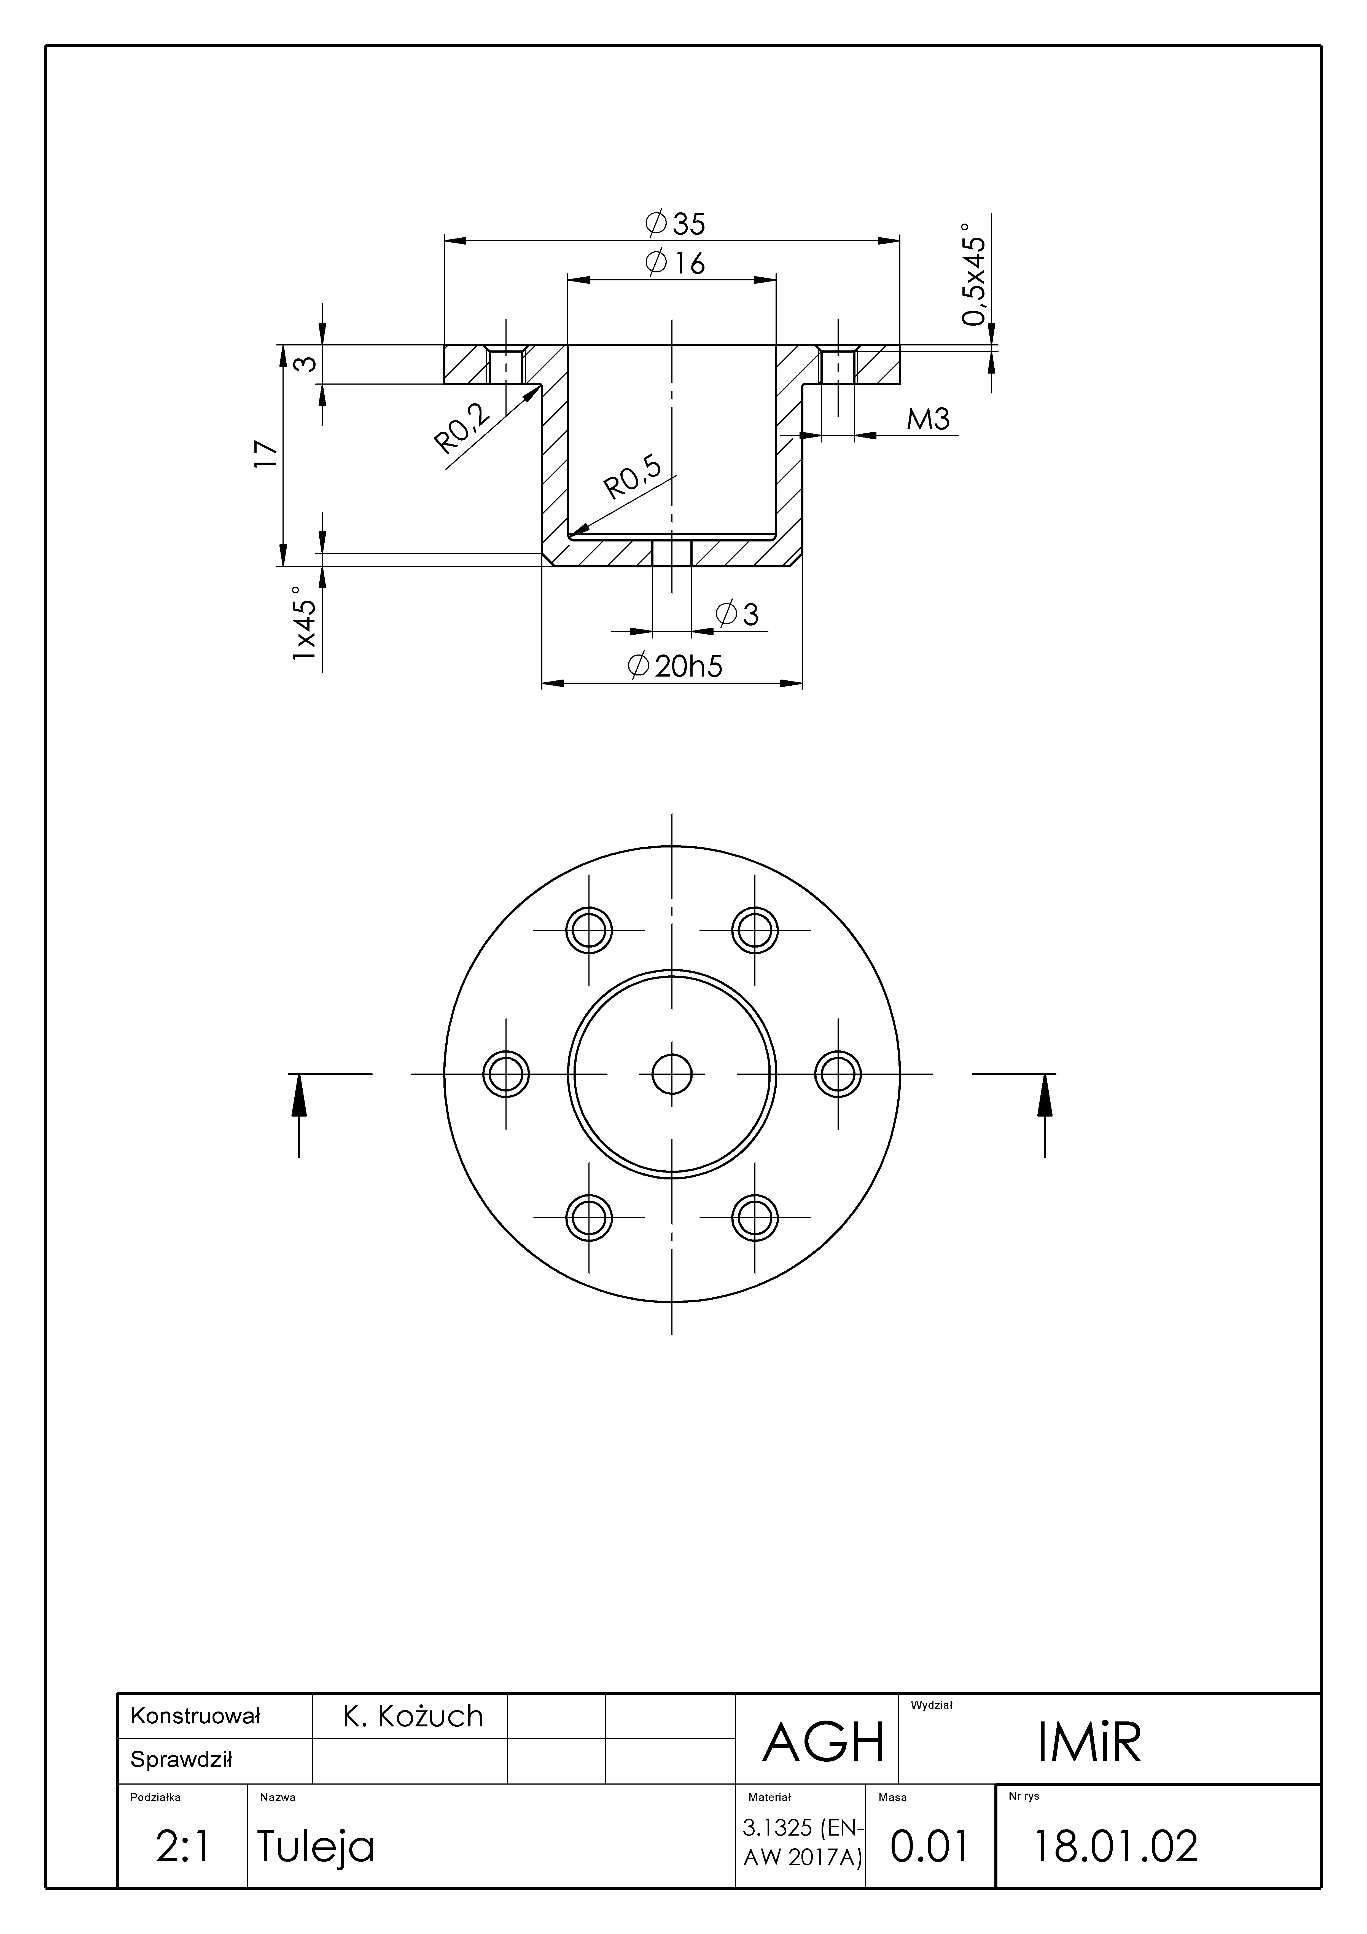 ⌀35
⌀16
0,5x45°
3
R0,2
M3
17
R0,5
1x45°
⌀3
⌀20h5
Konstruował K. Kożuch
Sprawdził
AGH
Wydział
IMiR
Podziałka
2:1
Nazwa
Tuleja
Materiał
3.1325 (EN-
AW 2017A)
Masa
0.01
Nr rys
18.01.02